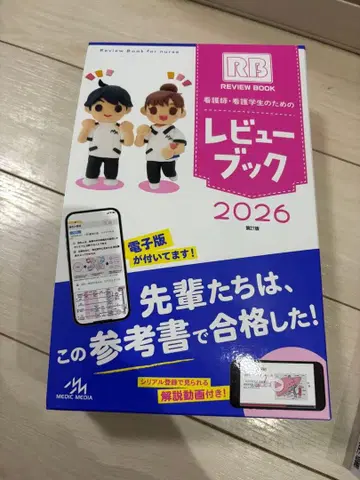 Review Book for nurse
RB
REVIEW BOOK
看護師・看護学生のための
レビュー
ブック
2026
第27版
電子版
が付いてます!
先輩たちは、
この参考書で合格した!
シリアル登録で見られる
解説動画付き!
MEDIC MEDIA